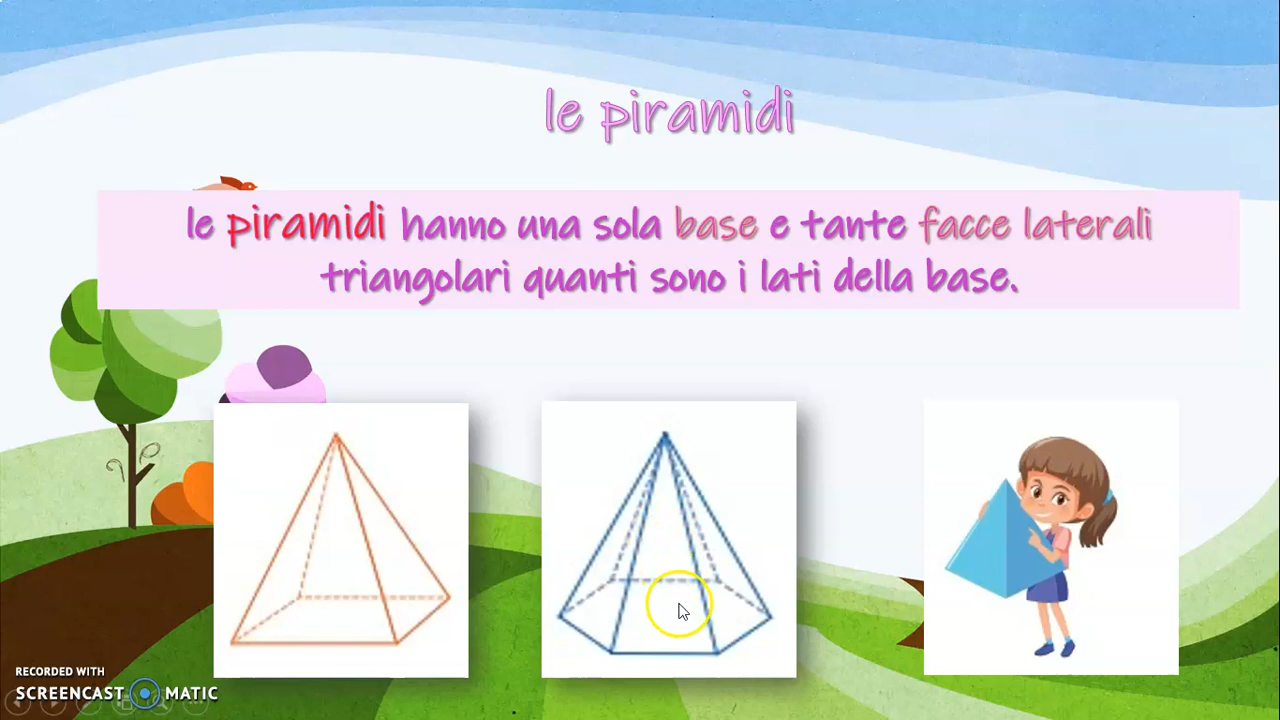 le piramidi
le piramidi hanno una sola base e tante facce laterali
triangolari quanti sono i lati della base.
RECORDED WITH
SCREENCAST MATIC